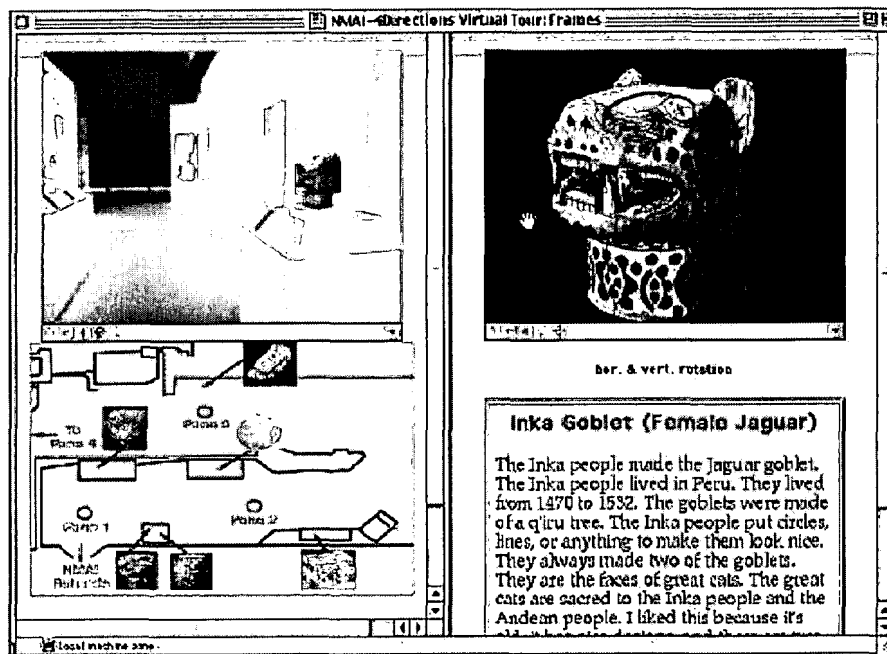 NMAI-4Directions Virtual Tour: Frames
hor. & vert. rotation
TO
Pano 4
Pano 3
Pano 1
Pano 2
NMAI
Rotunda
Inka Goblet (Female Jaguar)
The Inka people made the Jaguar goblet.
The Inka people lived in Peru. They lived
from 1470 to 1532. The goblets were made
of a q'iru tree. The Inka people put circles,
lines, or anything to make them look nice.
They always made two of the goblets.
They are the faces of great cats. The great
cats are sacred to the Inka people and the
Andean people. I liked this because it's
Local machine zone.